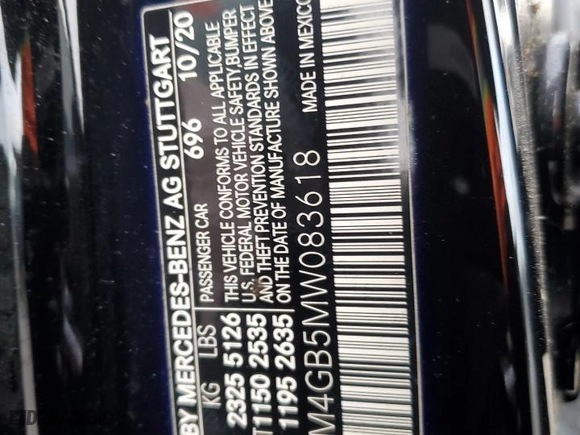 BY MERCEDES-BENZ AG STUTTGART
696 10/20
KG LBS PASSENGER CAR
2325 5126 THIS VEHICLE CONFORMS TO ALL APPLICABLE
U.S. FEDERAL MOTOR VEHICLE SAFETY,BUMPER
T1150 2535 AND THEFT PREVENTION STANDARDS IN EFFECT
1195 2635 ON THE DATE OF MANUFACTURE SHOWN ABOVE
M4GB5MW083618 MADE IN MEXICO